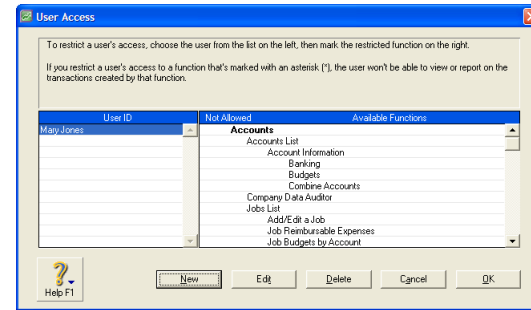 User Access
To restrict a user's access, choose the user from the list on the left, then mark the restricted function on the right.
If you restrict a user's access to a function that's marked with an asterisk (*), the user won't be able to view or report on the
transactions created by that function.
User ID
Not Allowed Available Functions
Mary Jones
Accounts
Accounts List
Account Information
Banking
Budgets
Combine Accounts
Company Data Auditor
Jobs List
Add/Edit a Job
Job Reimbursable Expenses
Job Budgets by Account
Help F1
New
Edit
Delete
Cancel
OK